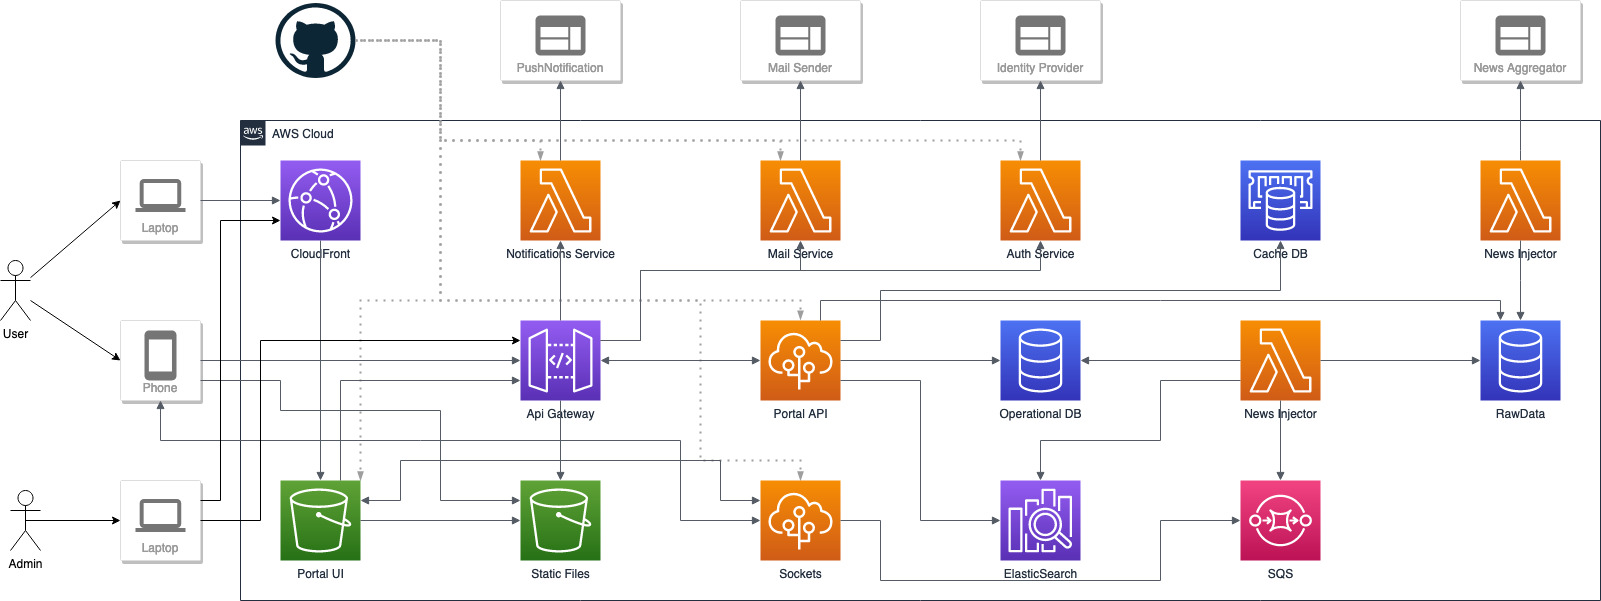 PushNotification
Mail Sender
Identity Provider
News Aggregator
aws
AWS Cloud
Laptop
CloudFront
Notifications Service
Mail Service
Auth Service
Cache DB
News Injector
User
Phone
</>
Api Gateway
Portal API
Operational DB
News Injector
RawData
Admin
Laptop
Portal UI
Static Files
Sockets
ElasticSearch
SQS